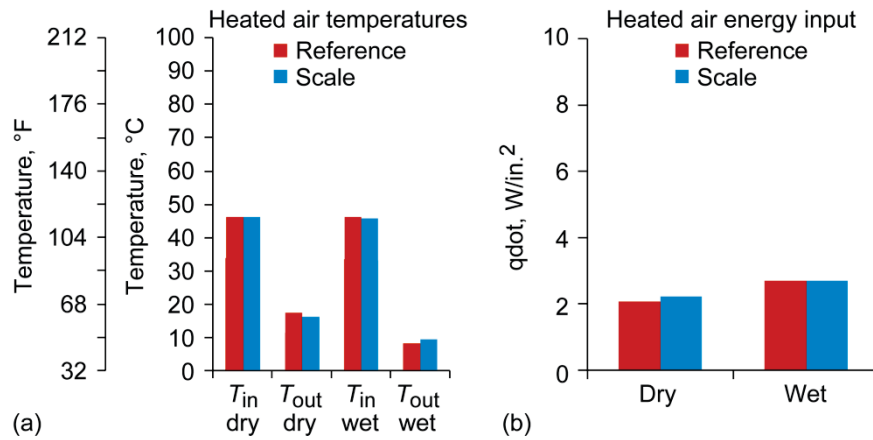 Heated air temperatures
Reference
Scale
Temperature, °F
212
176
140
104
68
32
Temperature, °C
100
90
80
70
60
50
40
30
20
10
0
T_in dry
T_out dry
T_in wet
T_out wet
(a)
Heated air energy input
Reference
Scale
qdot, W/in.²
10
8
6
4
2
0
Dry
Wet
(b)